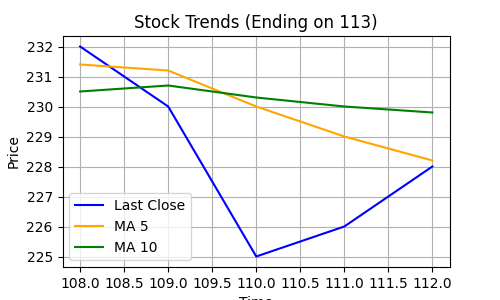 Stock Trends (Ending on 113)
Price
232
231
230
229
228
227
226
225
Last Close
MA 5
MA 10
108.0 108.5 109.0 109.5 110.0 110.5 111.0 111.5 112.0
Time